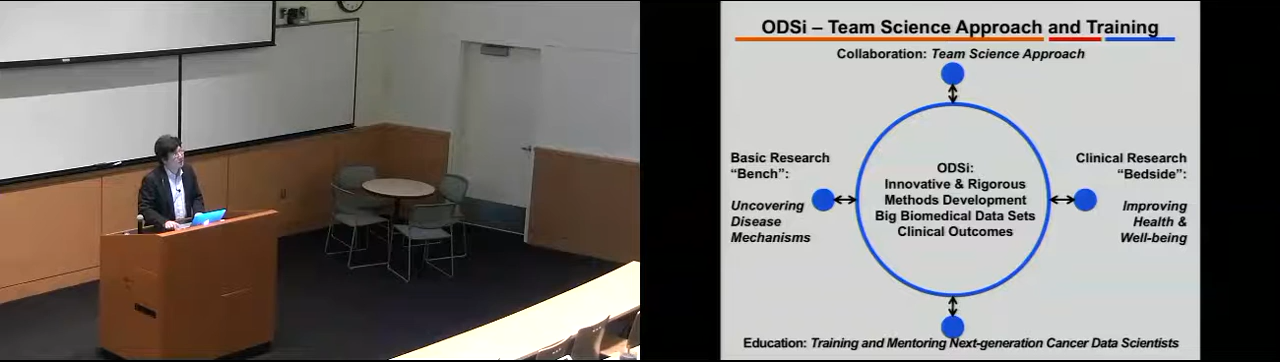 ODSi – Team Science Approach and Training
Collaboration: Team Science Approach
Basic Research
“Bench”:
Uncovering
Disease
Mechanisms
ODSi:
Innovative & Rigorous
Methods Development
Big Biomedical Data Sets
Clinical Outcomes
Clinical Research
“Bedside”:
Improving
Health &
Well-being
Education: Training and Mentoring Next-generation Cancer Data Scientists